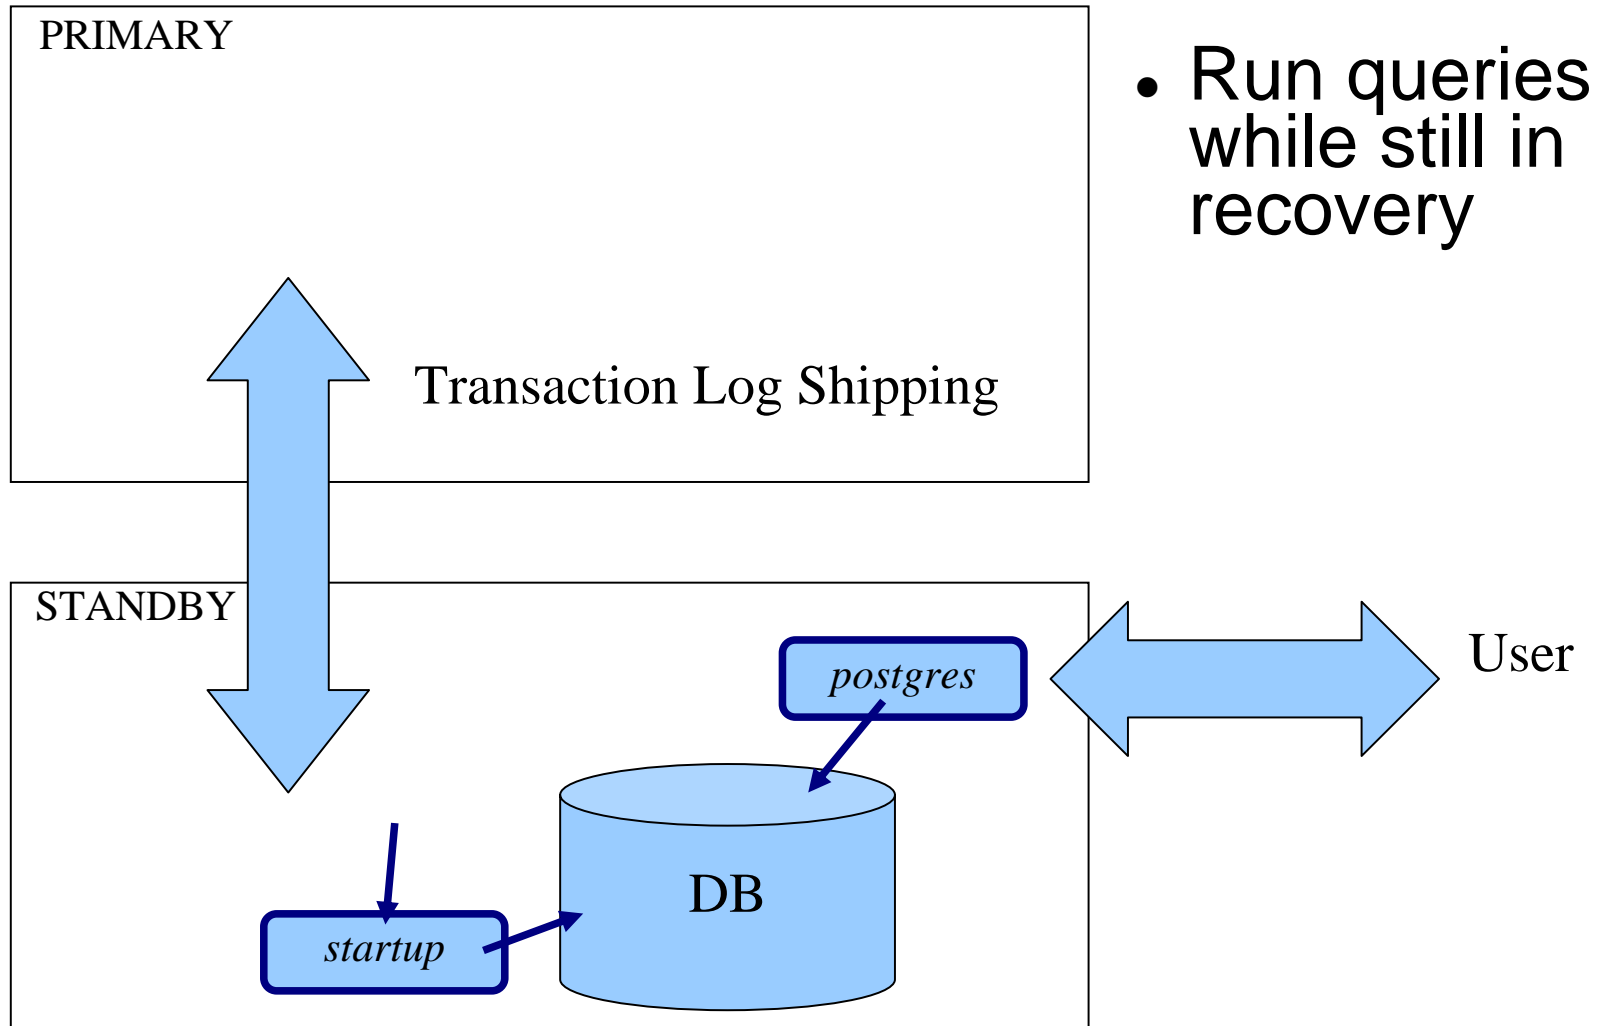 PRIMARY
• Run queries
while still in
recovery
Transaction Log Shipping
STANDBY
postgres
User
DB
startup